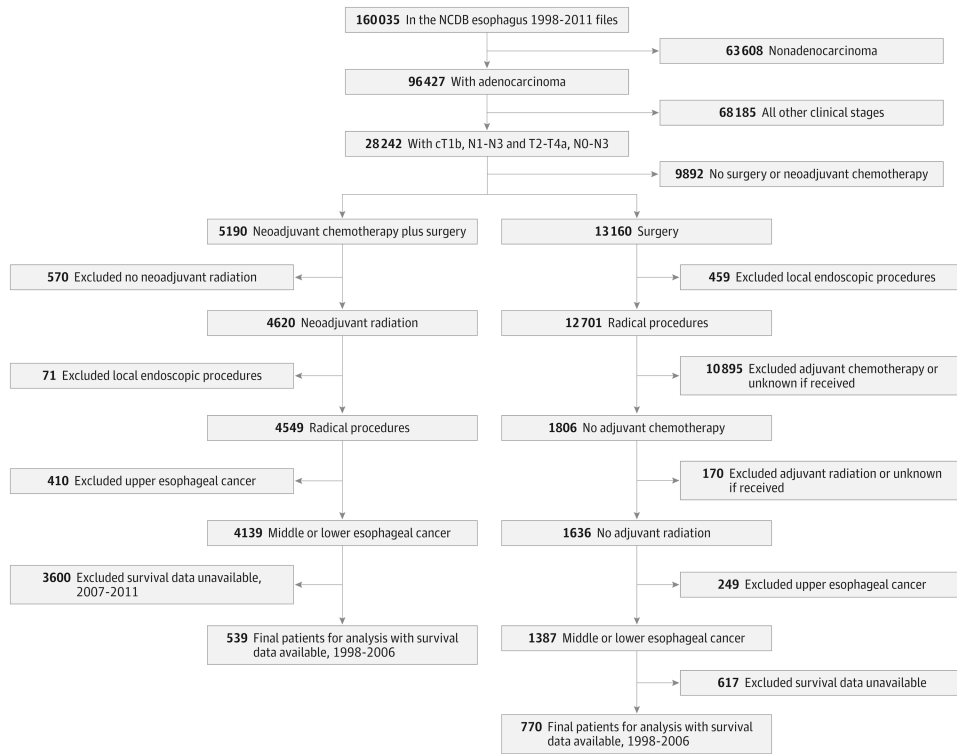 160035 In the NCDB esophagus 1998-2011 files
63608 Nonadenocarcinoma
96427 With adenocarcinoma
68185 All other clinical stages
28242 With cT1b, N1-N3 and T2-T4a, N0-N3
9892 No surgery or neoadjuvant chemotherapy
5190 Neoadjuvant chemotherapy plus surgery
13160 Surgery
570 Excluded no neoadjuvant radiation
459 Excluded local endoscopic procedures
4620 Neoadjuvant radiation
12701 Radical procedures
71 Excluded local endoscopic procedures
10895 Excluded adjuvant chemotherapy or
unknown if received
4549 Radical procedures
1806 No adjuvant chemotherapy
410 Excluded upper esophageal cancer
170 Excluded adjuvant radiation or unknown
if received
4139 Middle or lower esophageal cancer
1636 No adjuvant radiation
3600 Excluded survival data unavailable,
2007-2011
249 Excluded upper esophageal cancer
539 Final patients for analysis with survival
data available, 1998-2006
1387 Middle or lower esophageal cancer
617 Excluded survival data unavailable
770 Final patients for analysis with survival
data available, 1998-2006